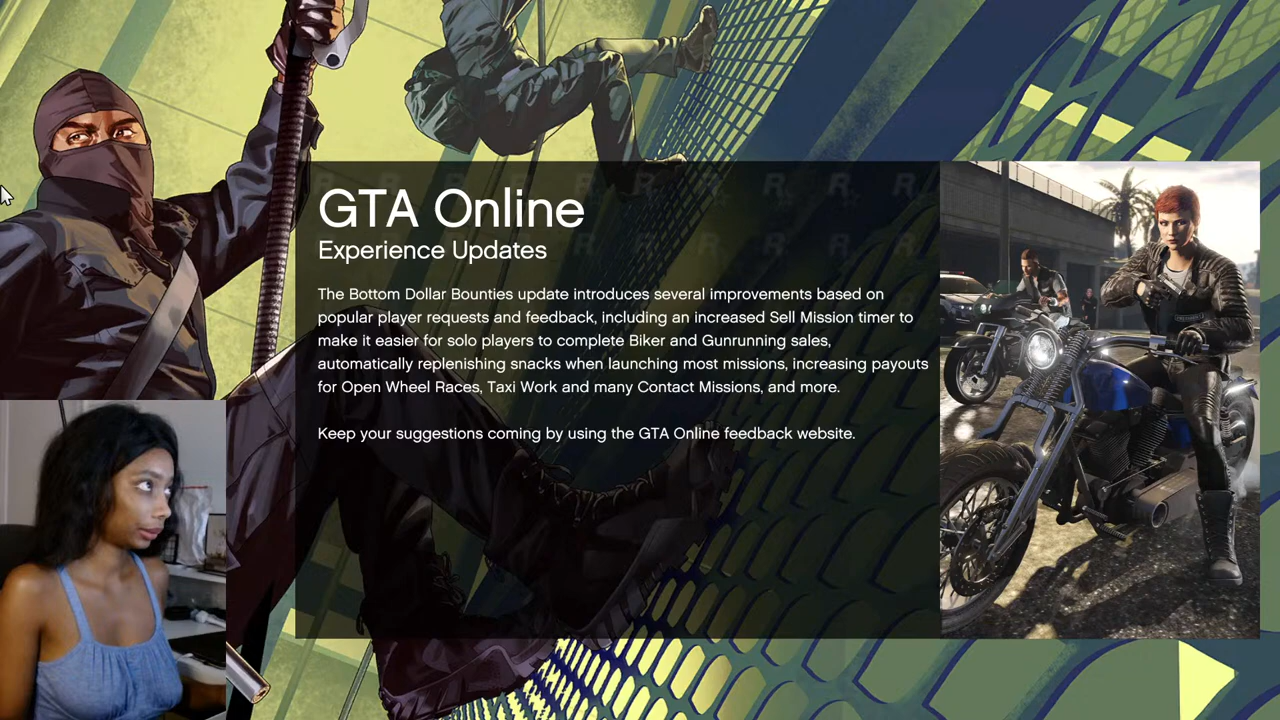 GTA Online
Experience Updates
The Bottom Dollar Bounties update introduces several improvements based on
popular player requests and feedback, including an increased Sell Mission timer to
make it easier for solo players to complete Biker and Gunrunning sales,
automatically replenishing snacks when launching most missions, increasing payouts
for Open Wheel Races, Taxi Work and many Contact Missions, and more.
Keep your suggestions coming by using the GTA Online feedback website.